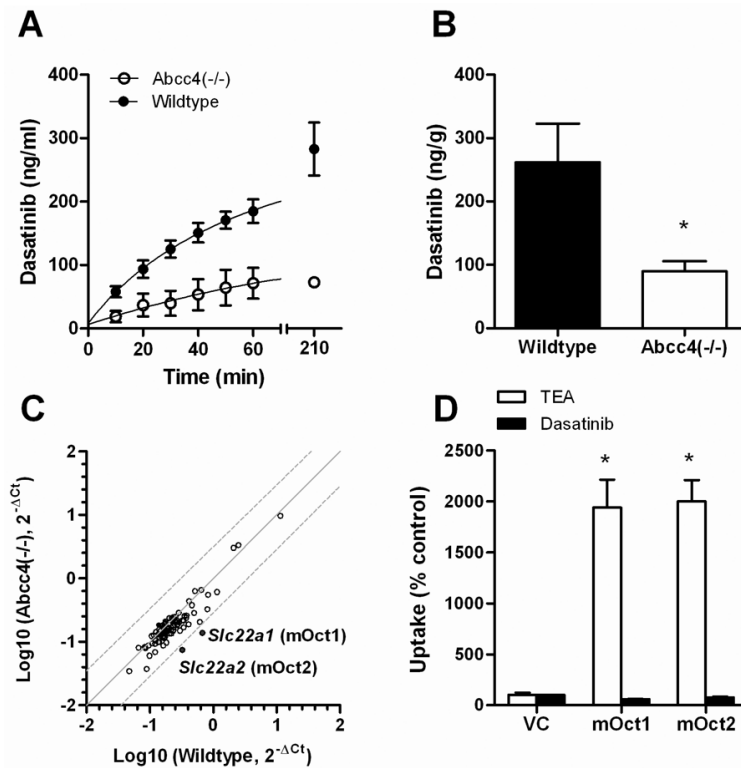 A
Abcc4(-/-)
Wildtype
400
300
200
100
0
Dasatinib (ng/ml)
0 20 40 60 210
Time (min)
B
400
300
200
100
0
Dasatinib (ng/g)
*
Wildtype Abcc4(-/-)
C
2
1
0
-1
-2
Log10 (Abcc4(-/-), 2^-ΔCt)
Slc22a1 (mOct1)
Slc22a2 (mOct2)
-2 -1 0 1 2
Log10 (Wildtype, 2^-ΔCt)
D
TEA
Dasatinib
2500
2000
1500
1000
500
0
Uptake (% control)
* *
VC mOct1 mOct2